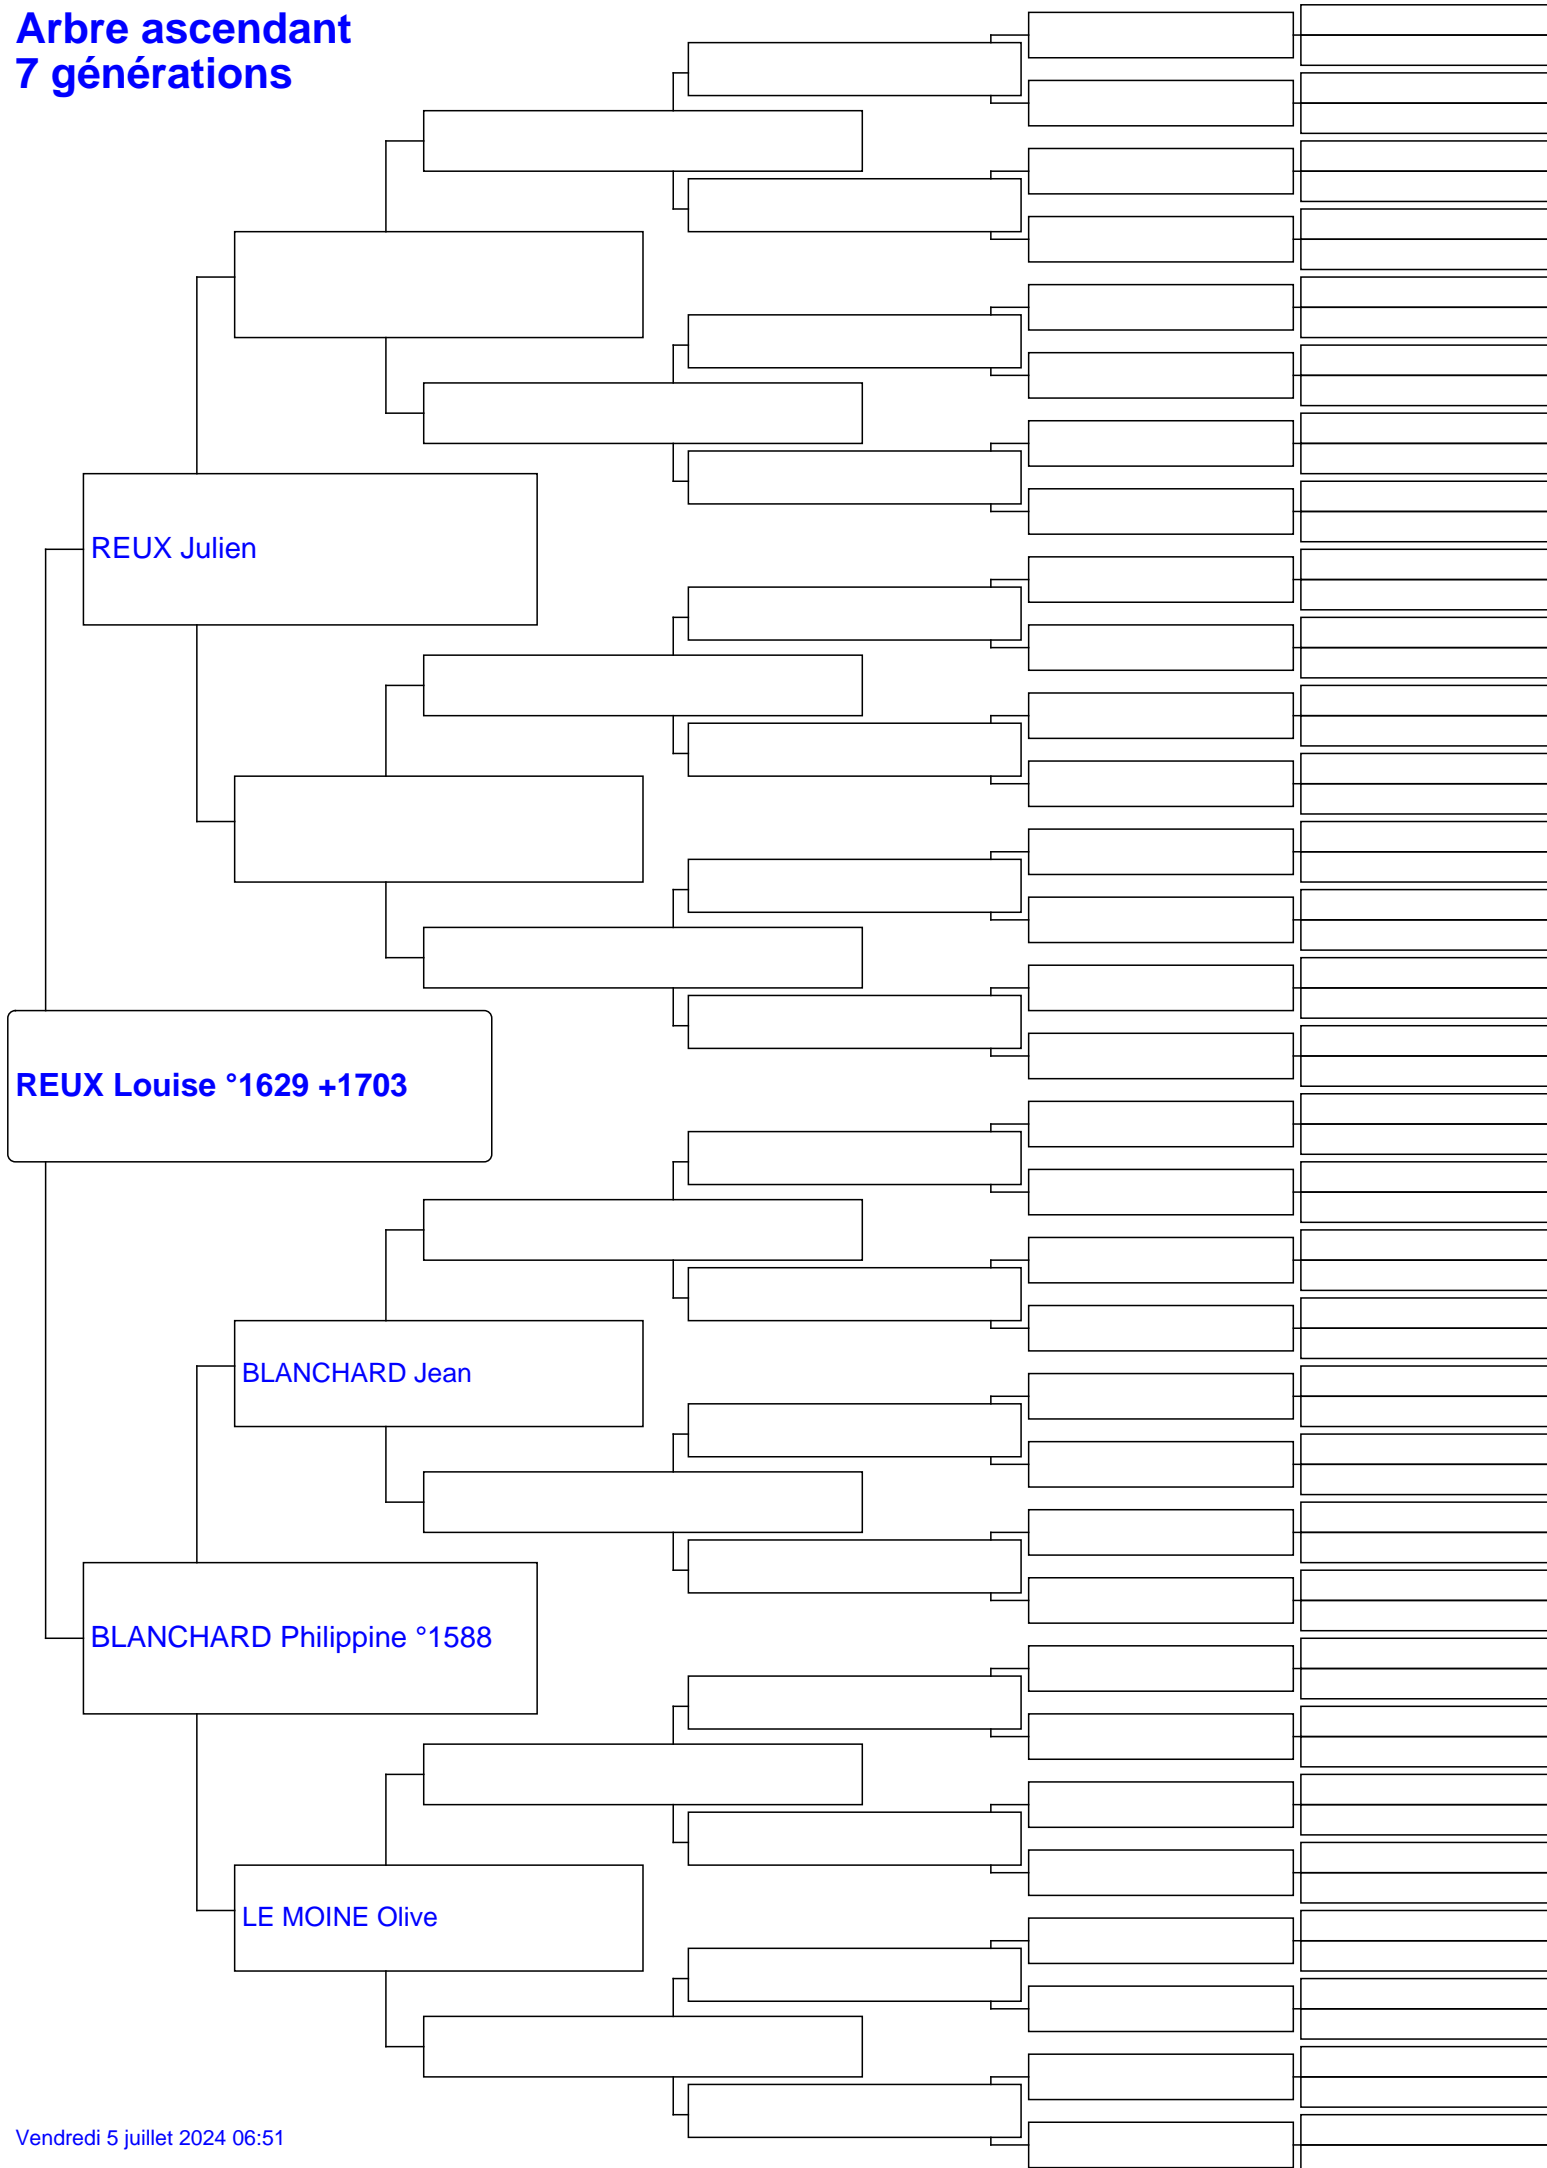 Arbre ascendant
7 générations
REUX Julien
REUX Louise °1629 +1703
BLANCHARD Jean
BLANCHARD Philippine °1588
LE MOINE Olive
Vendredi 5 juillet 2024 06:51